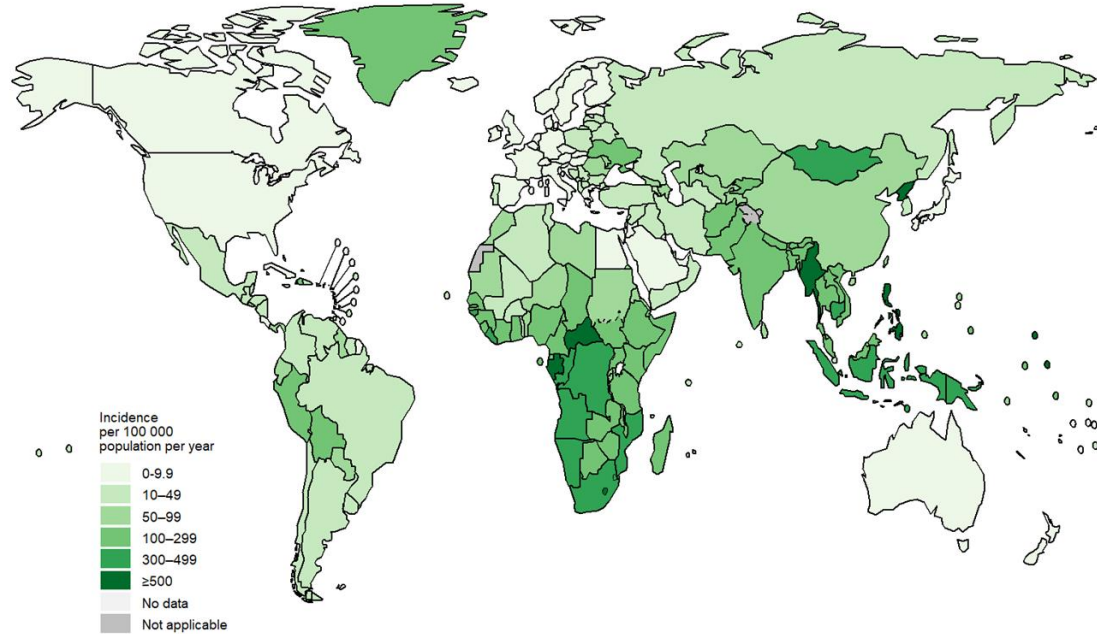 Incidence
per 100 000
population per year
0-9.9
10–49
50–99
100–299
300–499
≥500
No data
Not applicable